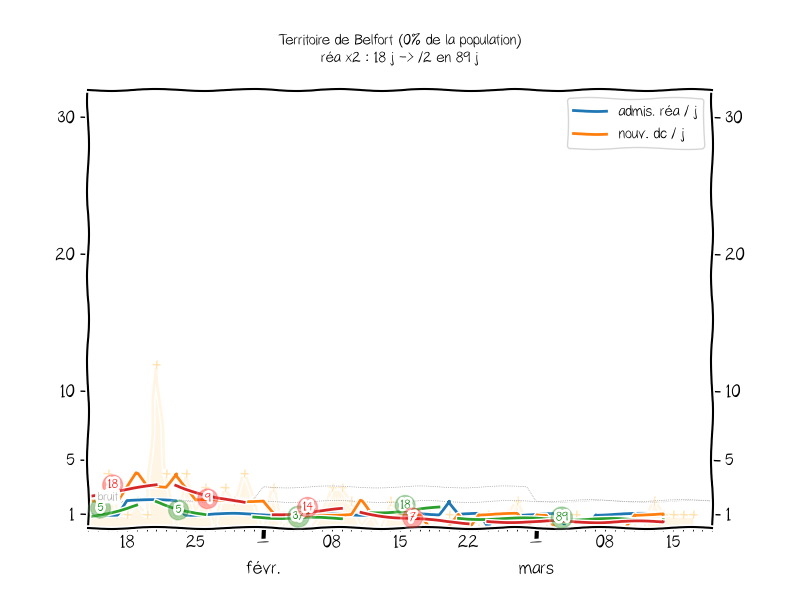 Territoire de Belfort (0% de la population)
réa x2 : 18 j -> /2 en 89 j
admis. réa / j
nouv. dc / j
30 30
20 20
10 10
5 5
1 1
18 9 14 7
bruit
5 5 18 89
18 25 1 08 15 22 1 08 15
févr. mars